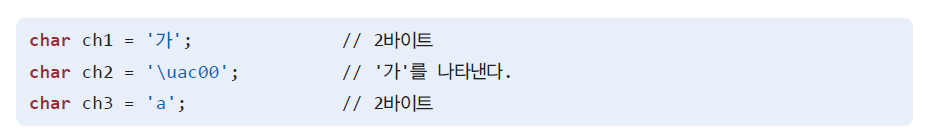 char ch1 = '가';               // 2바이트
char ch2 = '\uac00';          // '가'를 나타낸다.
char ch3 = 'a';               // 2바이트